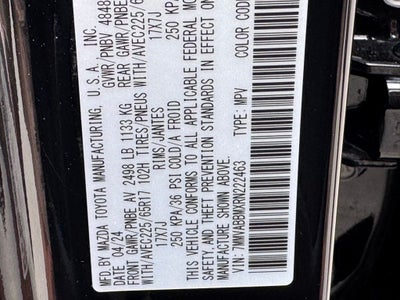 MFD.BY MAZDA TOYOTA MANUFACTURING, U.S.A. INC.
DATE 04/24 GVWR/PNBV 4848
FRONT GAWR/PNBE AV 2498 LB 1133 KG REAR GAWR/PNBE
WITH/AVEC225/65R17 102H TIRES/PNEUS WITH/AVEC225/6
17X7J RIMS/JANTES 17X7J
250 KPA/36 PSI COLD/A FROID 250 KP
THIS VEHICLE CONFORMS TO ALL APPLICABLE FEDERAL MO
SAFETY AND THEFT PREVENTION STANDARDS IN EFFECT ON
MANUFACTURE SHOWN ABOVE.
VIN: TYPE: MPV COLOR COD